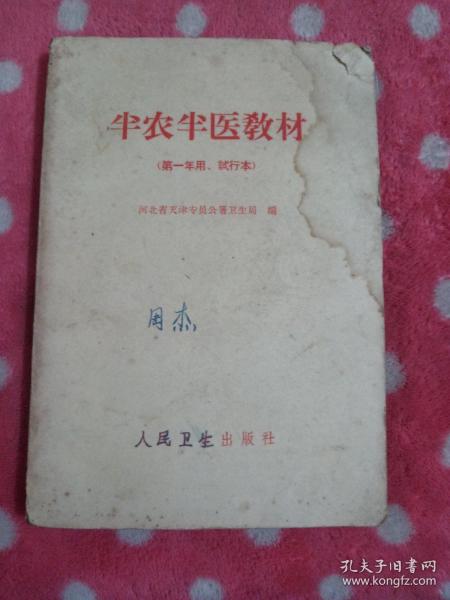 半农半医教材
(第一年用、試行本)
河北省天津专员公署卫生局 編
周杰
人民卫生出版社
孔夫子旧书网
www.kongfz.com